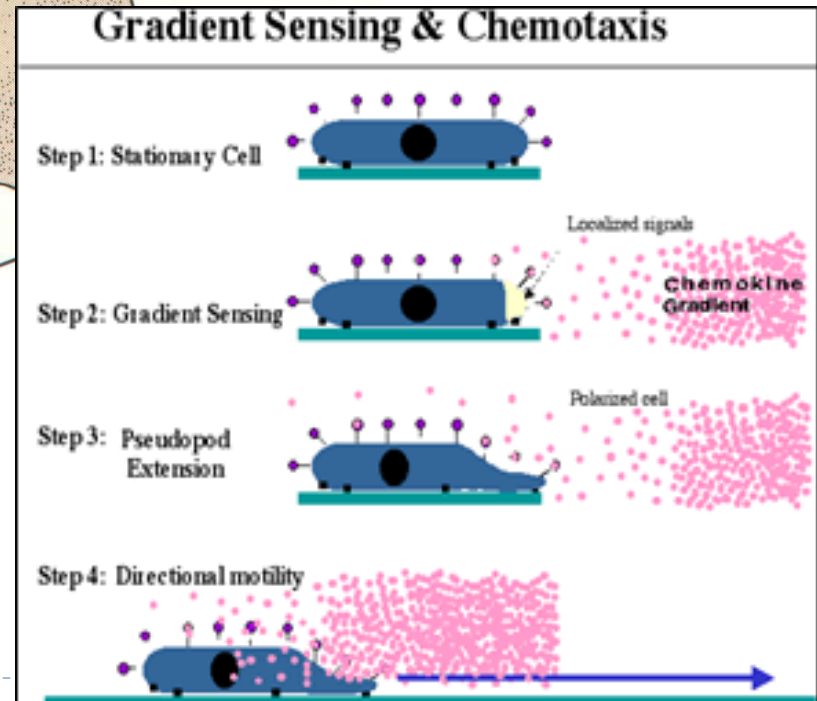 Gradient Sensing & Chemotaxis
Step 1: Stationary Cell
Localized signals
Chemokine
Gradient
Step 2: Gradient Sensing
Polarized cell
Step 3: Pseudopod
Extension
Step 4: Directional motility